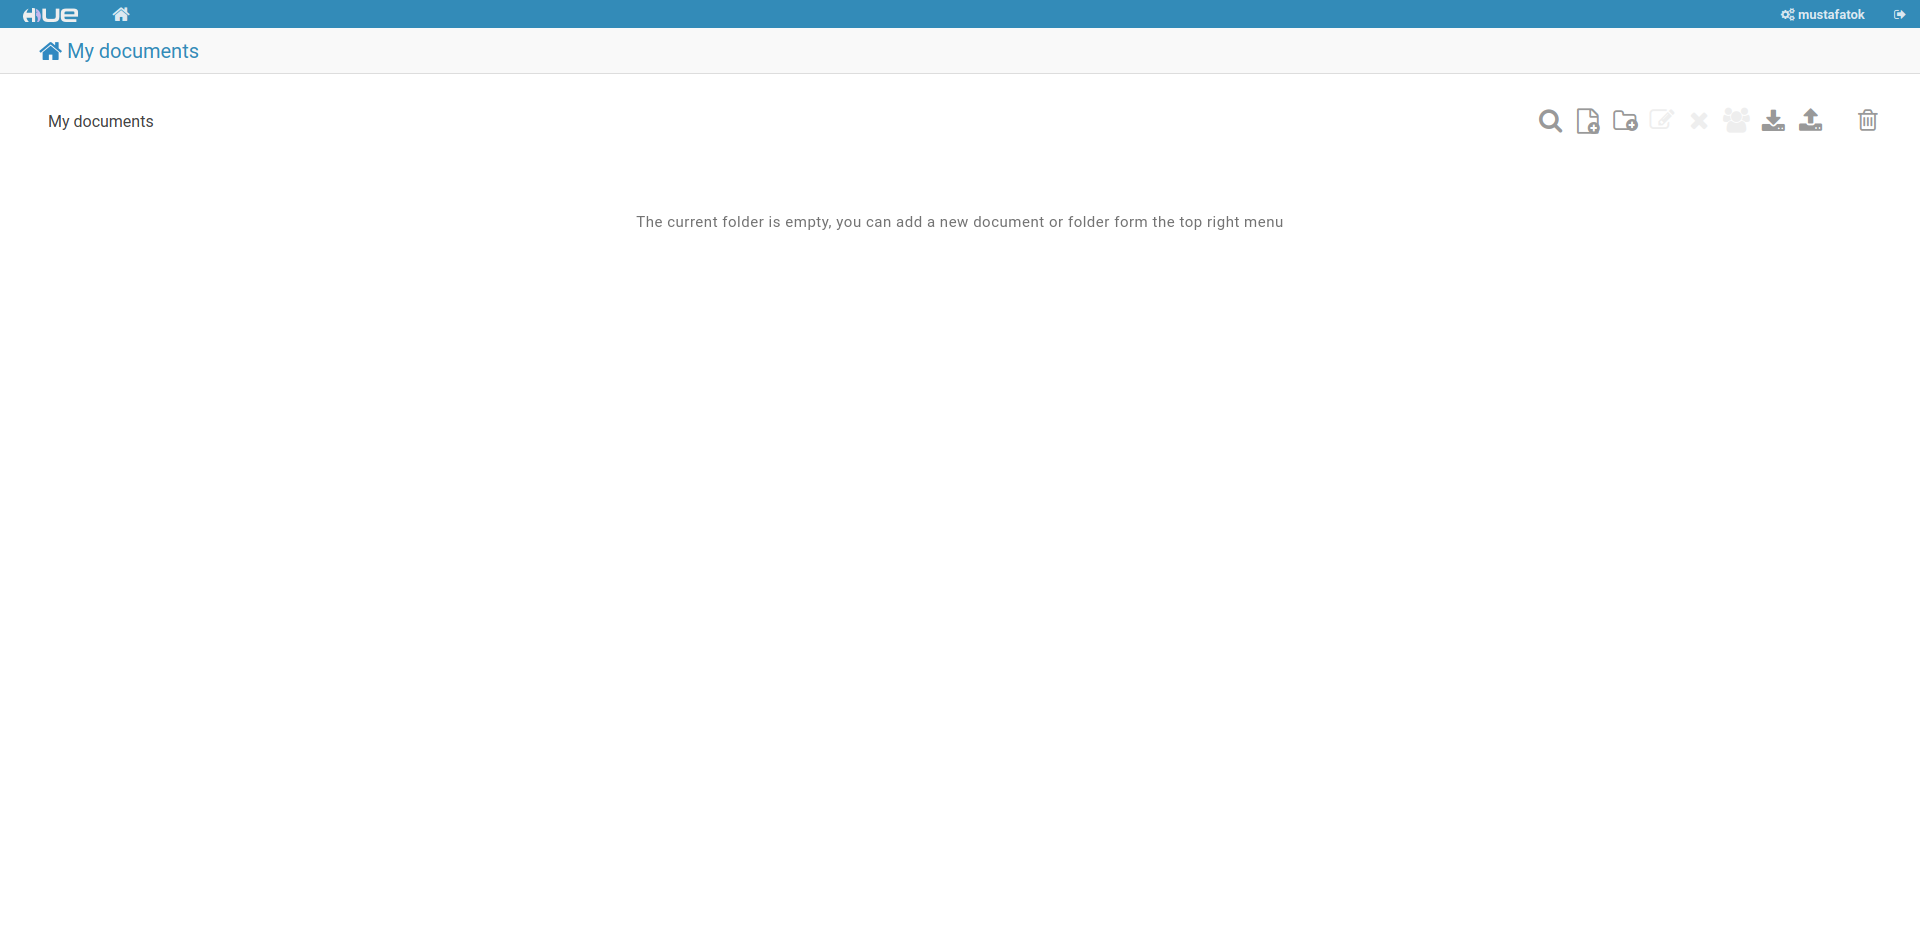 HUE
mustafatok
My documents
My documents
The current folder is empty, you can add a new document or folder form the top right menu